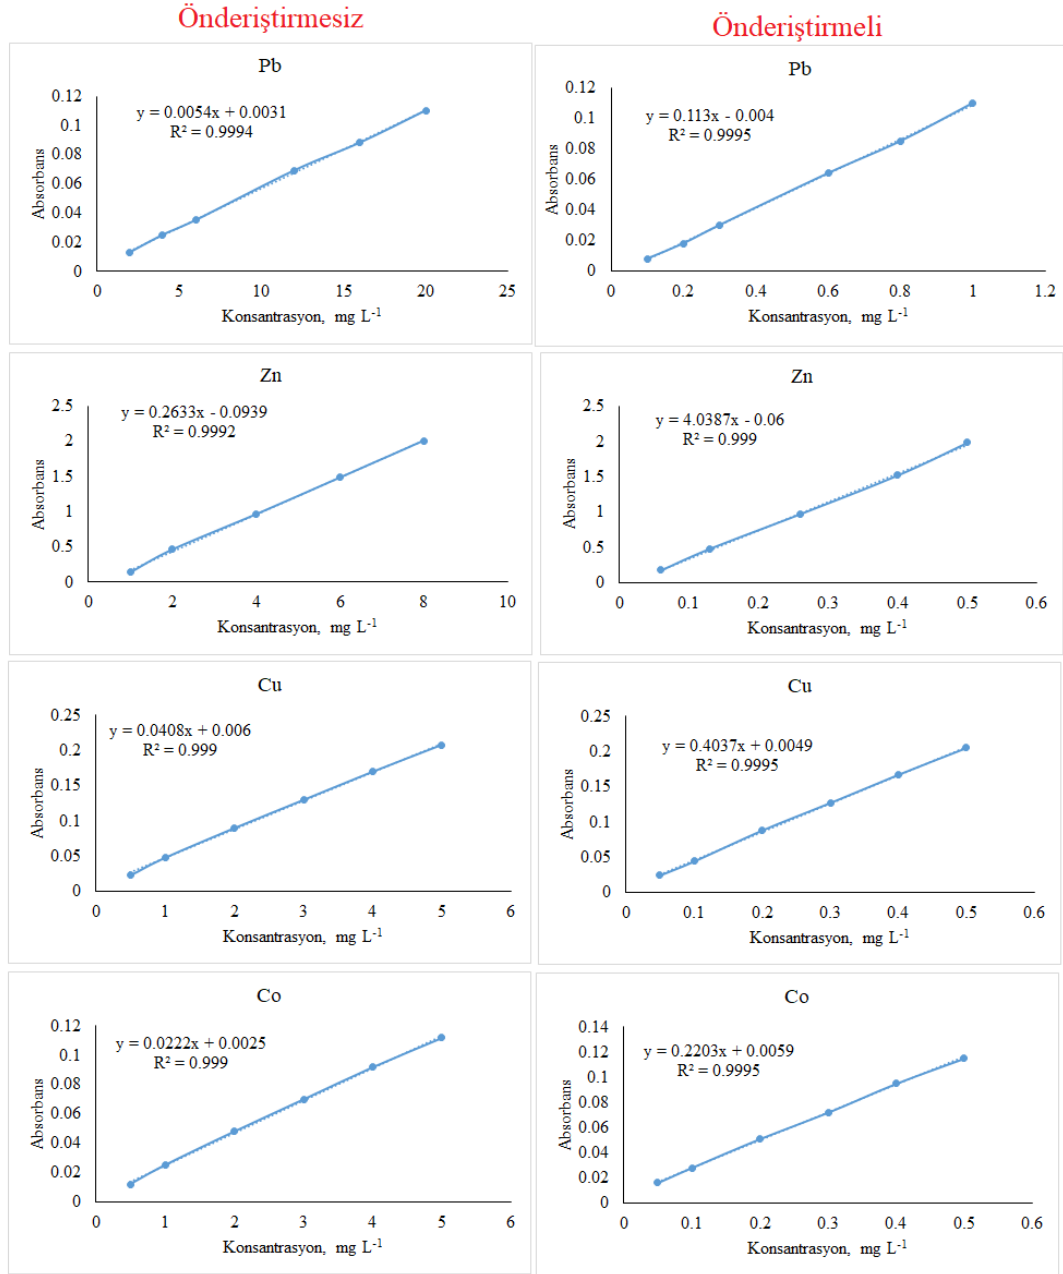 Önderiştirmesiz
Önderiştirmeli
Pb
y = 0.0054x + 0.0031
R² = 0.9994
Absorbans
0.12
0.1
0.08
0.06
0.04
0.02
0
0 5 10 15 20 25
Konsantrasyon, mg L⁻¹
Pb
y = 0.113x - 0.004
R² = 0.9995
Absorbans
0.12
0.1
0.08
0.06
0.04
0.02
0
0 0.2 0.4 0.6 0.8 1 1.2
Konsantrasyon, mg L⁻¹
Zn
y = 0.2633x - 0.0939
R² = 0.9992
Absorbans
2.5
2
1.5
1
0.5
0
0 2 4 6 8 10
Konsantrasyon, mg L⁻¹
Zn
y = 4.0387x - 0.06
R² = 0.999
Absorbans
2.5
2
1.5
1
0.5
0
0 0.1 0.2 0.3 0.4 0.5 0.6
Konsantrasyon, mg L⁻¹
Cu
y = 0.0408x + 0.006
R² = 0.999
Absorbans
0.25
0.2
0.15
0.1
0.05
0
0 1 2 3 4 5 6
Konsantrasyon, mg L⁻¹
Cu
y = 0.4037x + 0.0049
R² = 0.9995
Absorbans
0.25
0.2
0.15
0.1
0.05
0
0 0.1 0.2 0.3 0.4 0.5 0.6
Konsantrasyon, mg L⁻¹
Co
y = 0.0222x + 0.0025
R² = 0.999
Absorbans
0.12
0.1
0.08
0.06
0.04
0.02
0
0 1 2 3 4 5 6
Konsantrasyon, mg L⁻¹
Co
y = 0.2203x + 0.0059
R² = 0.9995
Absorbans
0.14
0.12
0.1
0.08
0.06
0.04
0.02
0
0 0.1 0.2 0.3 0.4 0.5 0.6
Konsantrasyon, mg L⁻¹